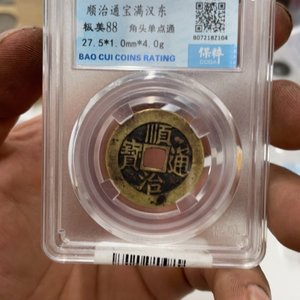 顺治通宝满汉东
极美88 角头单点通
27.5*1.0mm*4.0g
BAO CUI COINS RATING
保粹
8072182104
順治通寶